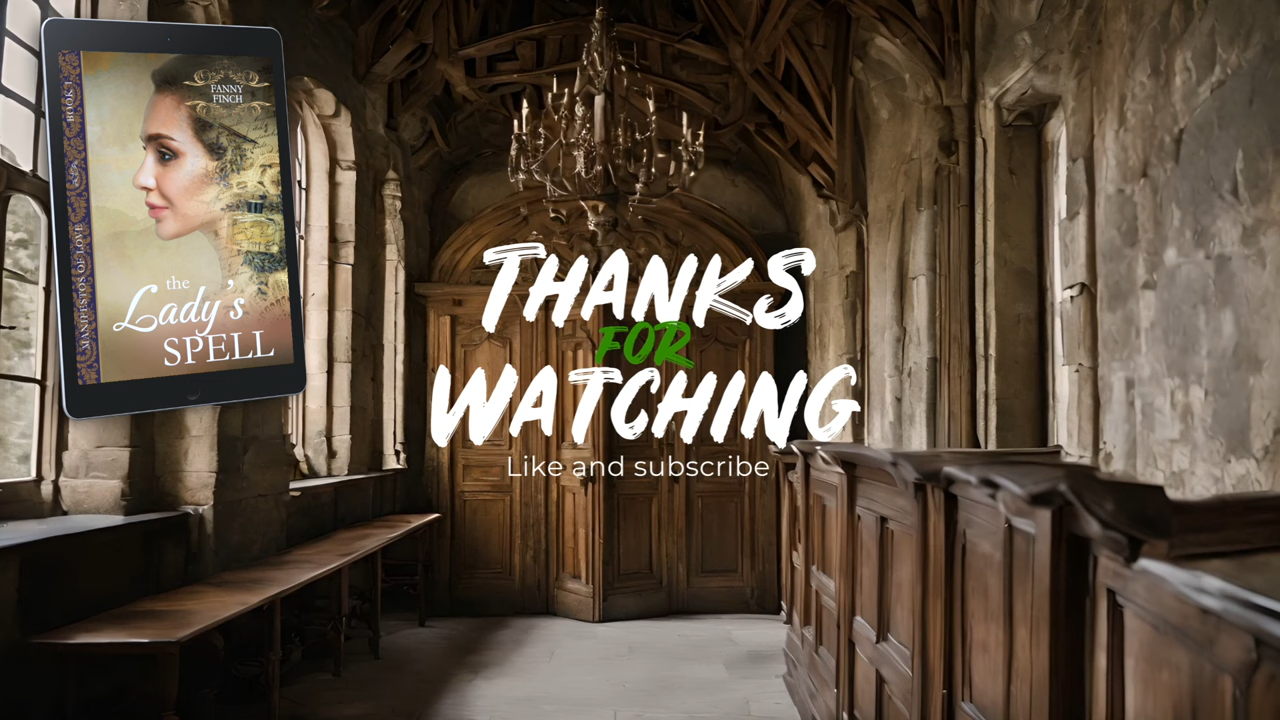 FANNY
FINCH
BOOK 1
MANIFESTOS OF LOVE
the
Lady's
SPELL
THANKS
FOR
WATCHING
Like and subscribe